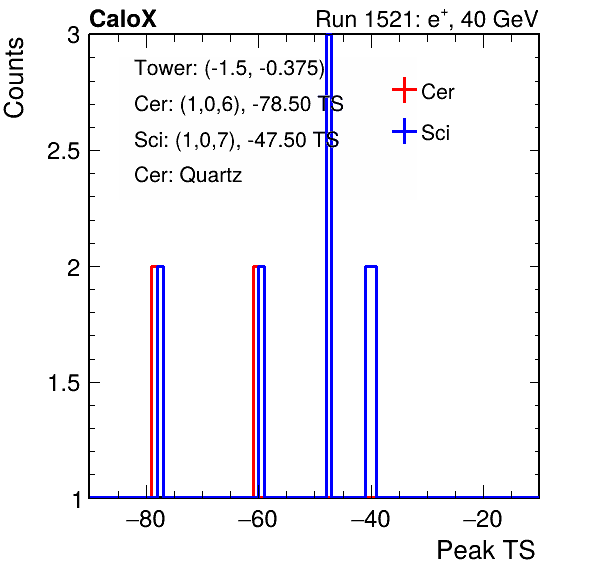 CaloX Run 1521: e⁺, 40 GeV
Counts
3
2.5
2
1.5
1
Tower: (-1.5, -0.375)
Cer: (1,0,6), -78.50 TS
Sci: (1,0,7), -47.50 TS
Cer: Quartz
Cer
Sci
−80 −60 −40 −20
Peak TS